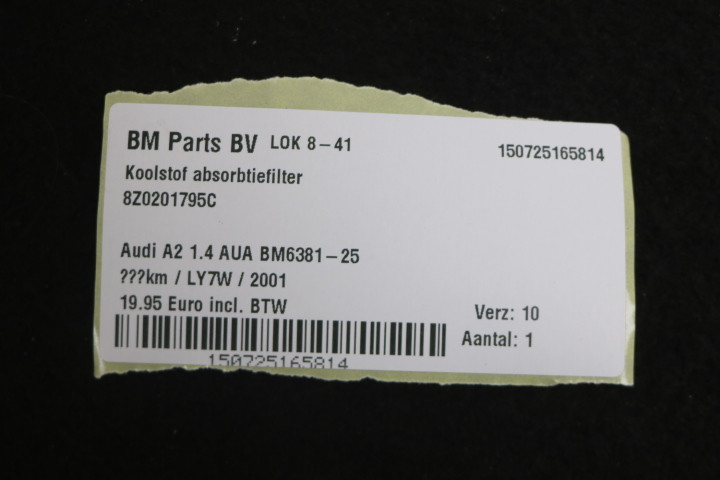 BM Parts BV LOK 8-41 150725165814
Koolstof absorbtiefilter
8Z0201795C
Audi A2 1.4 AUA BM6381-25
???km / LY7W / 2001
19.95 Euro incl. BTW Verz: 10
Aantal: 1
150725165814